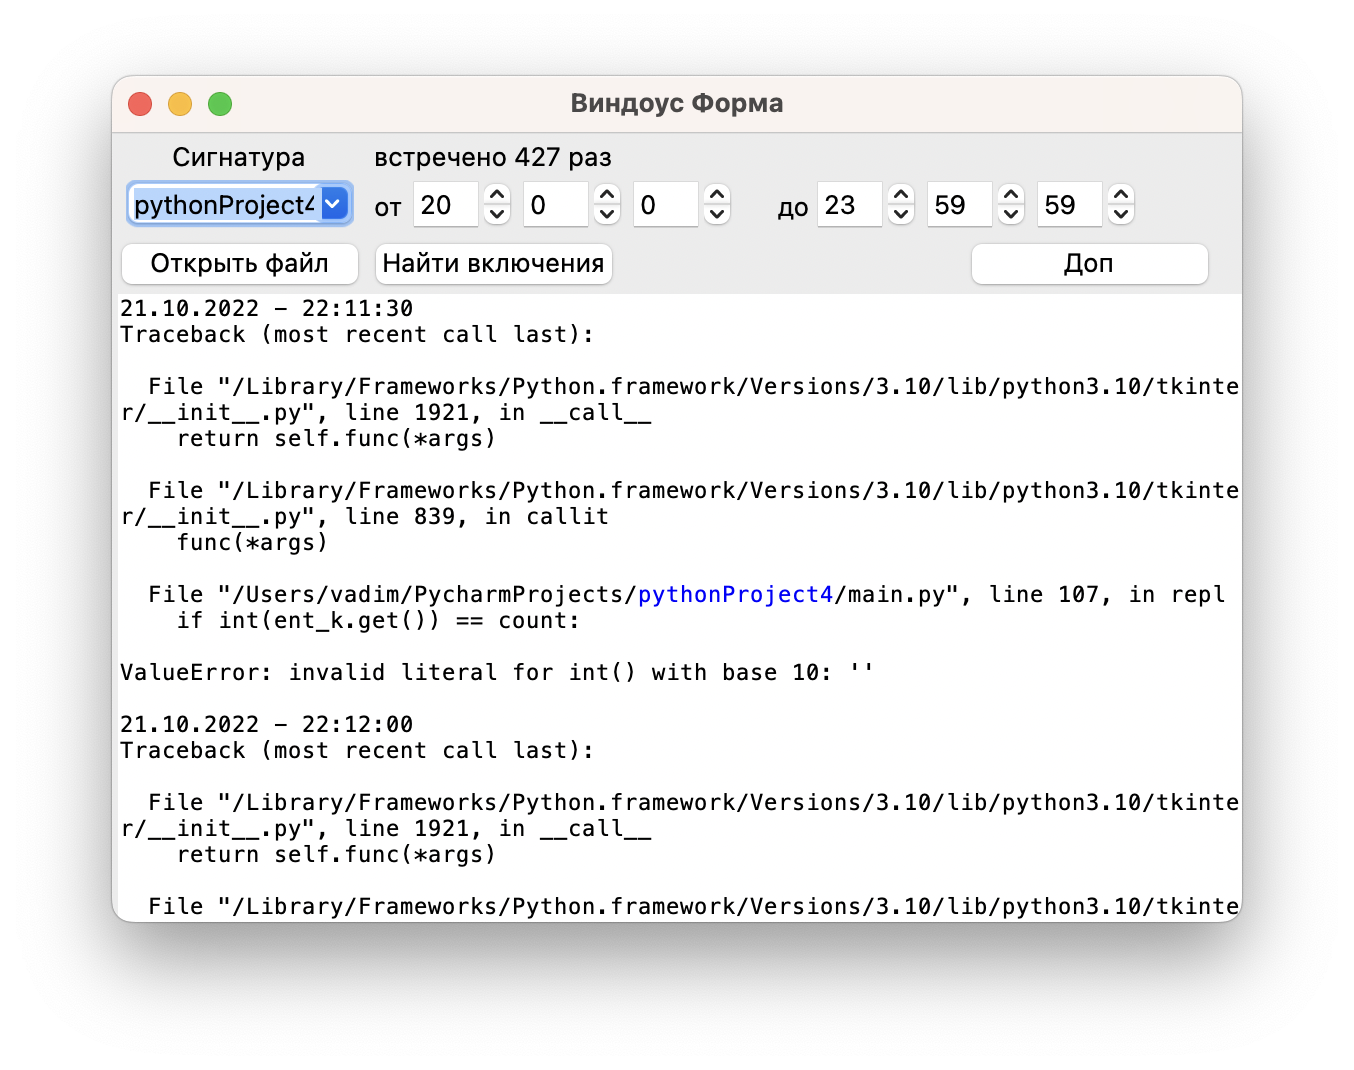 Виндоус Форма
Сигнатура встречено 427 раз
pythonProject4 от 20 0 0 до 23 59 59
Открыть файл Найти включения Доп
21.10.2022 - 22:11:30
Traceback (most recent call last):
File "/Library/Frameworks/Python.framework/Versions/3.10/lib/python3.10/tkinte
r/__init__.py", line 1921, in __call__
return self.func(*args)
File "/Library/Frameworks/Python.framework/Versions/3.10/lib/python3.10/tkinte
r/__init__.py", line 839, in callit
func(*args)
File "/Users/vadim/PycharmProjects/pythonProject4/main.py", line 107, in repl
if int(ent_k.get()) == count:
ValueError: invalid literal for int() with base 10: ''
21.10.2022 - 22:12:00
Traceback (most recent call last):
File "/Library/Frameworks/Python.framework/Versions/3.10/lib/python3.10/tkinte
r/__init__.py", line 1921, in __call__
return self.func(*args)
File "/Library/Frameworks/Python.framework/Versions/3.10/lib/python3.10/tkinte